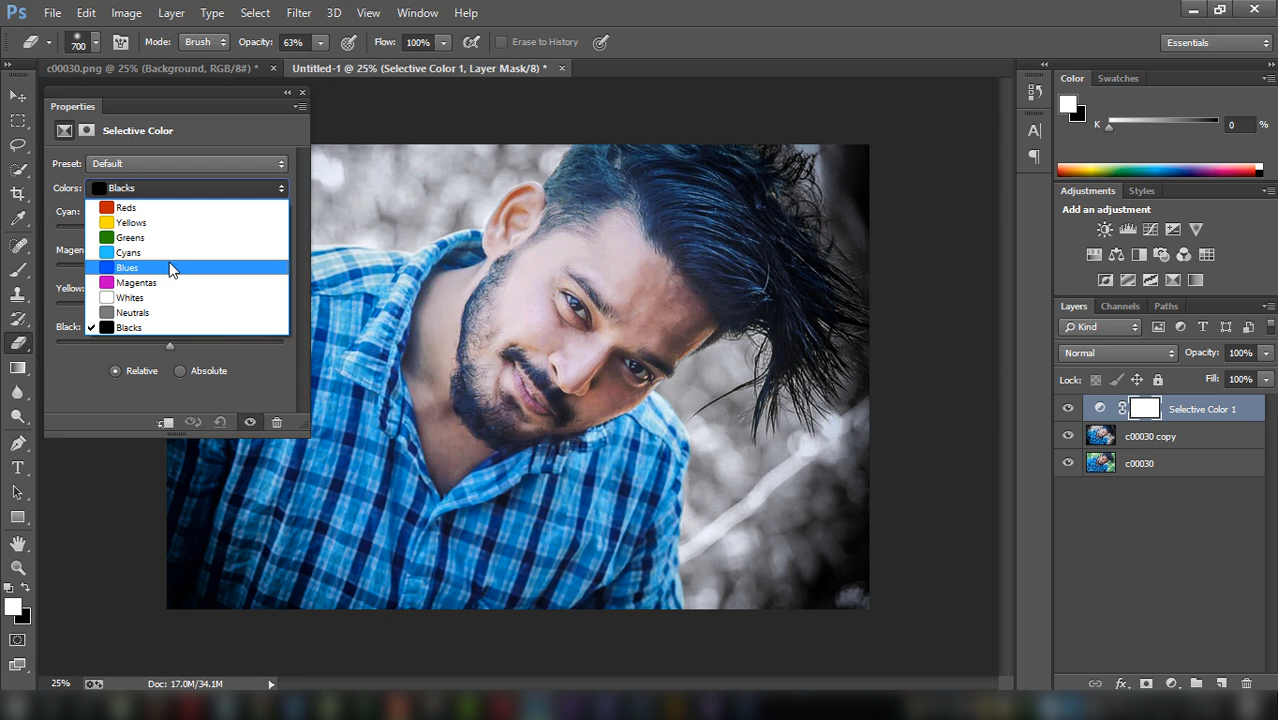 Ps File Edit Image Layer Type Select Filter 3D View Window Help
700 Mode: Brush Opacity: 63% Flow: 100% Erase to History Essentials
c00030.png @ 25% (Background, RGB/8#) * × Untitled-1 @ 25% (Selective Color 1, Layer Mask/8) * ×
Properties
Selective Color
Preset: Default
Colors: Blacks
Reds
Cyan:
Yellows
Greens
Magen
Cyans
Blues
Magentas
Yellow:
Whites
Neutrals
Black:
Blacks
Relative Absolute
Color Swatches
K 0 %
Adjustments Styles
Add an adjustment
Layers Channels Paths
Kind
Normal Opacity: 100%
Lock: Fill: 100%
Selective Color 1
c00030 copy
c00030
25% Doc: 17.0M/34.1M